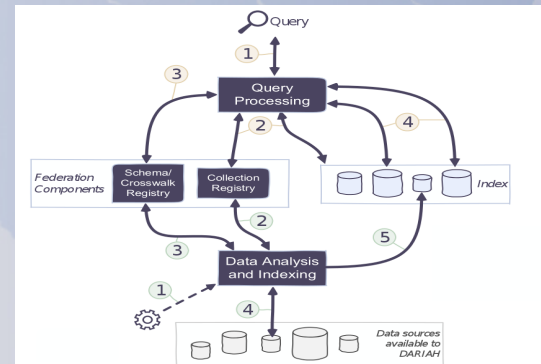 Query
1
3
Query
Processing
2
4
Federation
Components
Schema/
Crosswalk
Registry
Collection
Registry
Index
2
3
5
Data Analysis
and Indexing
1
4
Data sources
available to
DARIAH